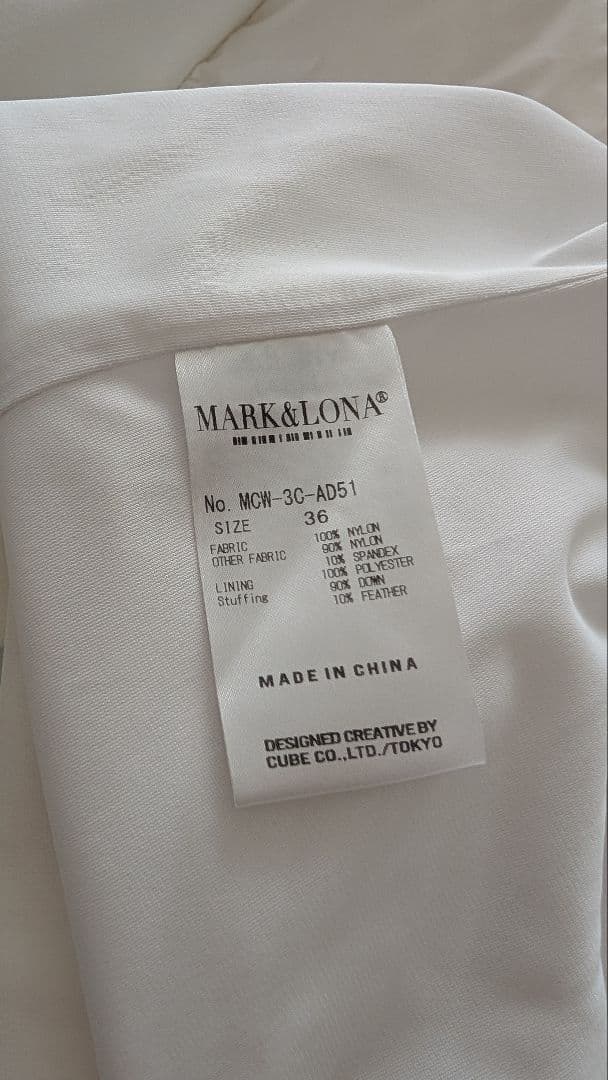 MARK&LONA®
No. MCW-3C-AD51
SIZE 36
FABRIC 100% NYLON
OTHER FABRIC 90% NYLON
10% SPANDEX
LINING 100% POLYESTER
Stuffing 90% DOWN
10% FEATHER
MADE IN CHINA
DESIGNED CREATIVE BY
CUBE CO.,LTD./TOKYO